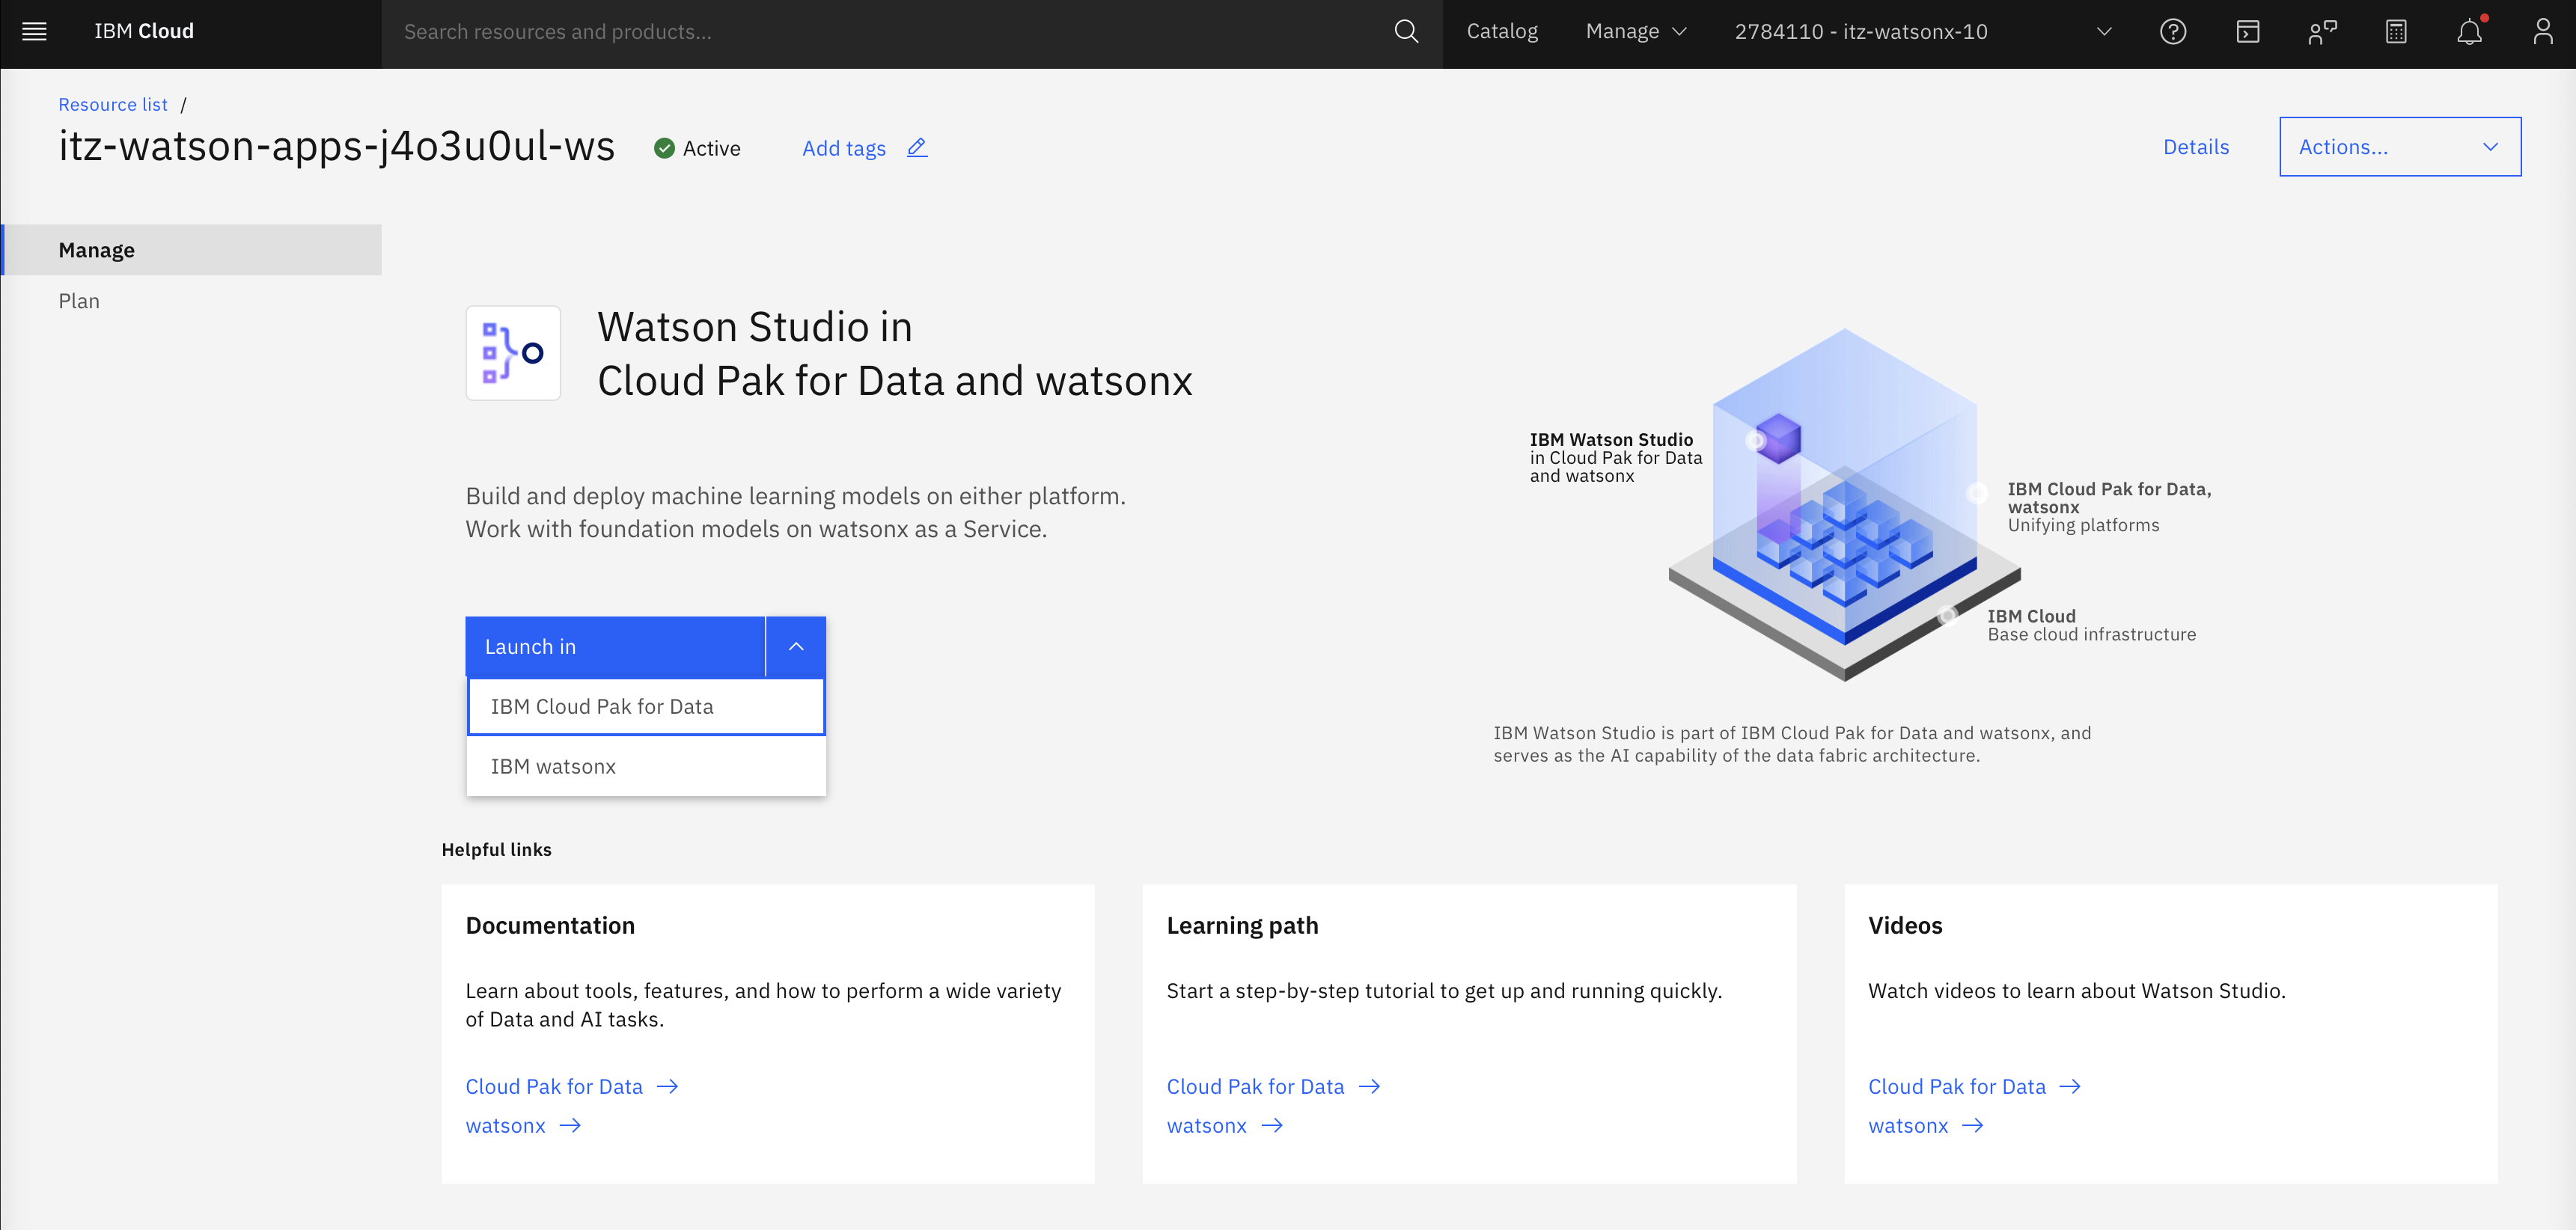 IBM Cloud
Search resources and products...
Catalog
Manage
2784110 - itz-watsonx-10
Resource list /
itz-watson-apps-j4o3u0ul-ws
Active
Add tags
Details
Actions...
Manage
Plan
Watson Studio in
Cloud Pak for Data and watsonx
Build and deploy machine learning models on either platform.
Work with foundation models on watsonx as a Service.
Launch in
IBM Cloud Pak for Data
IBM watsonx
IBM Watson Studio
in Cloud Pak for Data
and watsonx
IBM Cloud Pak for Data,
watsonx
Unifying platforms
IBM Cloud
Base cloud infrastructure
IBM Watson Studio is part of IBM Cloud Pak for Data and watsonx, and
serves as the AI capability of the data fabric architecture.
Helpful links
Documentation
Learn about tools, features, and how to perform a wide variety
of Data and AI tasks.
Cloud Pak for Data
watsonx
Learning path
Start a step-by-step tutorial to get up and running quickly.
Cloud Pak for Data
watsonx
Videos
Watch videos to learn about Watson Studio.
Cloud Pak for Data
watsonx